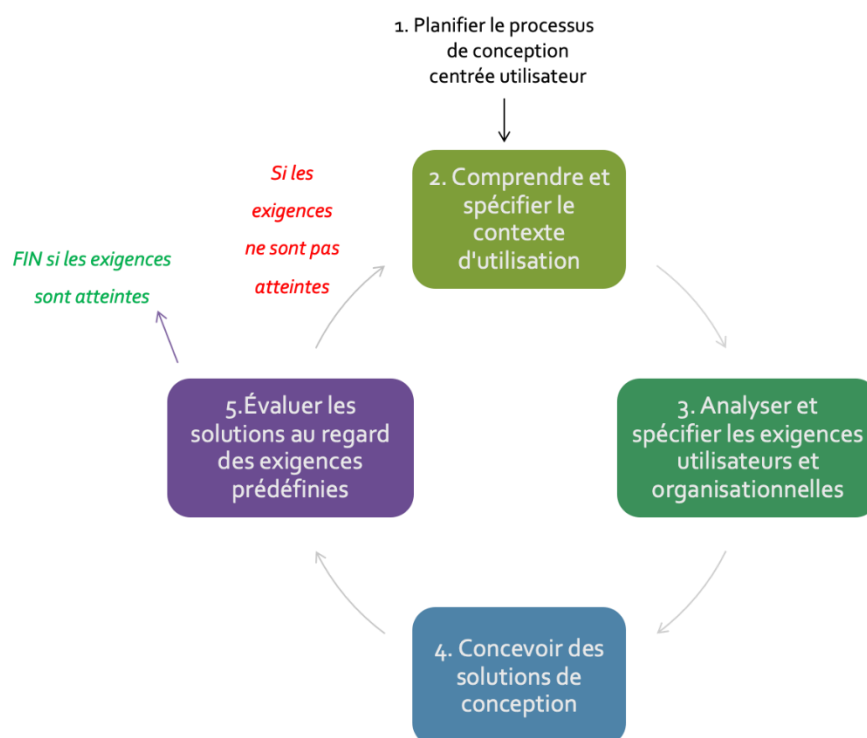 1. Planifier le processus
de conception
centrée utilisateur
2. Comprendre et
spécifier le
contexte
d'utilisation
Si les
exigences
ne sont pas
atteintes
FIN si les exigences
sont atteintes
5.Évaluer les
solutions au regard
des exigences
prédéfinies
3. Analyser et
spécifier les exigences
utilisateurs et
organisationnelles
4. Concevoir des
solutions de
conception